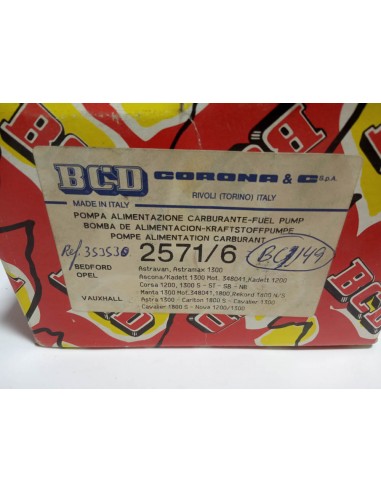 BCD CORONA & C S.p.A.
MADE IN ITALY RIVOLI (TORINO) ITALY
POMPA ALIMENTAZIONE CARBURANTE-FUEL PUMP
BOMBA DE ALIMENTACION-KRAFTSTOFFPUMPE
POMPE ALIMENTATION CARBURANT
Ref. 353530 2571/6
BEDFORD Astravan, Astramax 1300
OPEL Ascona/Kadett 1300 Mot. 348041, Kadett 1200
Corsa 1200, 1300 S - ST - SB - NB
Manta 1300 Mot. 348041, 1800, Rekord 1800 N/S
VAUXHALL Astra 1300 - Carlton 1800 S - Cavalier 1300
Cavalier 1600 S - Nova 1200/1300